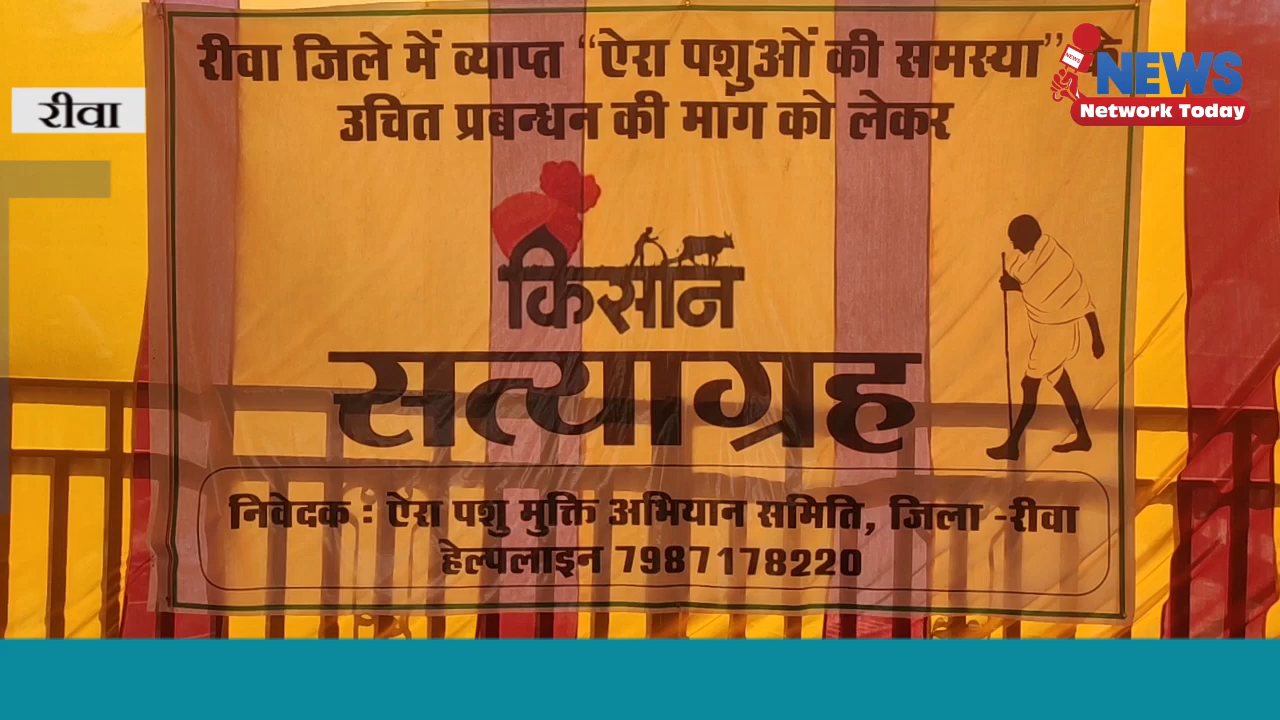 रीवा जिले में व्याप्त “ऐरा पशुओं की समस्या”
उचित प्रबन्धन की मांग को लेकर
किसान
सत्याग्रह
निवेदक : ऐरा पशु मुक्ति अभियान समिति, जिला -रीवा
हेल्पलाइन 7987178220
रीवा
NEWS
NEWS
Network Today